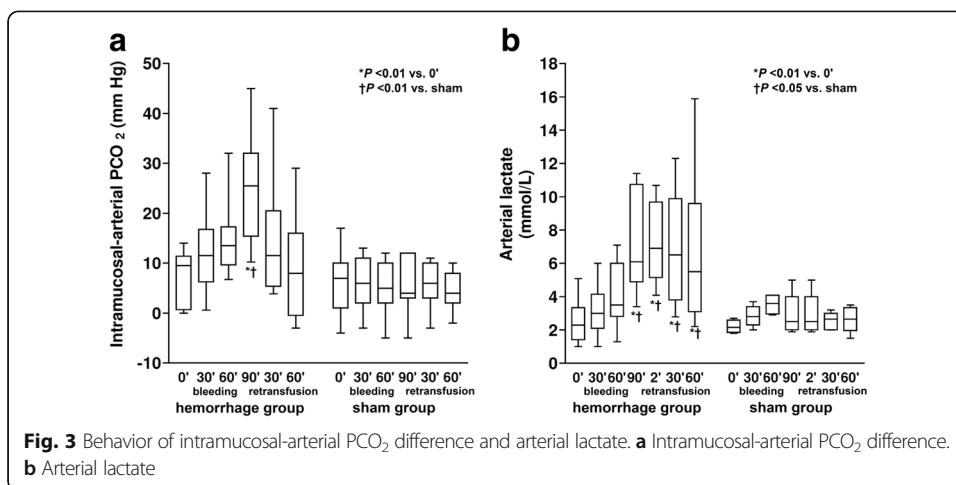 a
Intramucosal-arterial PCO2 (mm Hg)
50
40
30
20
10
0
-10
*P <0.01 vs. 0'
†P <0.01 vs. sham
*†
0' 30' 60' 90' 30' 60' 0' 30' 60' 90' 30' 60'
bleeding retransfusion bleeding retransfusion
hemorrhage group sham group
b
Arterial lactate
(mmol/L)
18
16
14
12
10
8
6
4
2
0
*P <0.01 vs. 0'
†P <0.05 vs. sham
*† *† *† *†
0' 30' 60' 90' 2' 30' 60' 0' 30' 60' 90' 2' 30' 60'
bleeding retransfusion bleeding retransfusion
hemorrhage group sham group
Fig. 3 Behavior of intramucosal-arterial PCO2 difference and arterial lactate. a Intramucosal-arterial PCO2 difference.
b Arterial lactate